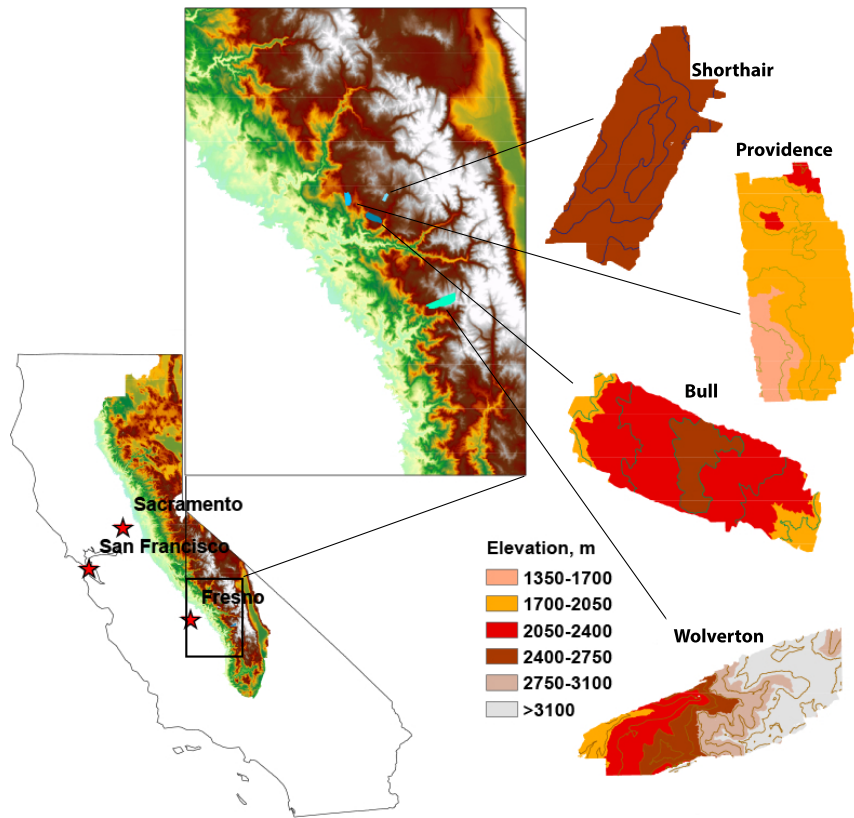 Shorthair
Providence
Bull
Sacramento
San Francisco
Fresno
Elevation, m
1350-1700
1700-2050
2050-2400
2400-2750
2750-3100
>3100
Wolverton